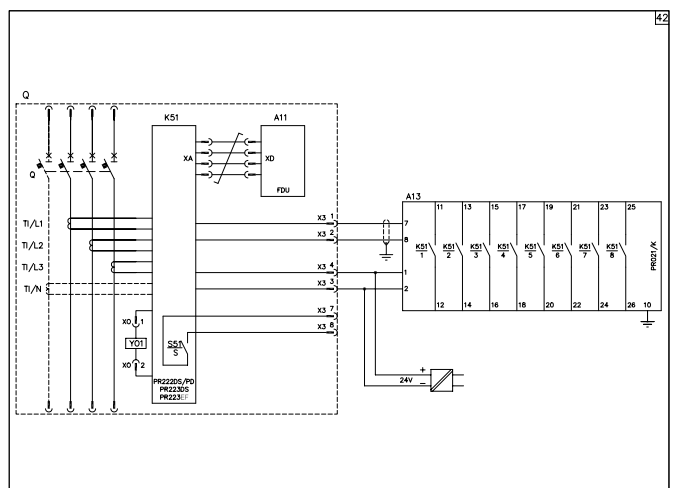 42
Q
K51
A11
XA
XD
FDU
Q
A13
11 13 15 17 19 21 23 25
X3 1
7
TI/L1
X3 2
8
TI/L2
K51 K51 K51 K51 K51 K51 K51 K51
1 2 3 4 5 6 7 8
PR021/K
TI/L3
X3 4
1
TI/N
X3 3
2
12 14 16 18 20 22 24 26 10
X3 7
X0 1
X3 8
Y01
S51
S
X0 2
+
24V
–
PR222DS/PD
PR223DS
PR223EF